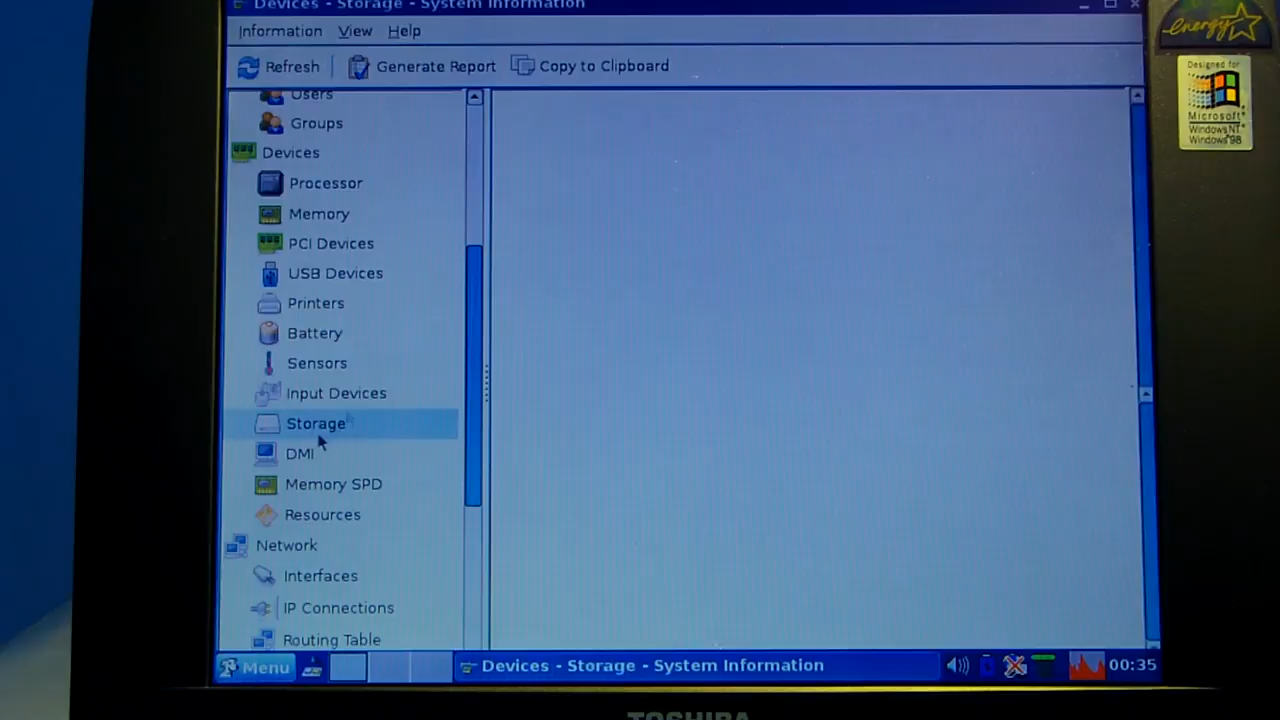 Devices - Storage - System Information
Information View Help
Refresh Generate Report Copy to Clipboard
Users
Groups
Devices
Processor
Memory
PCI Devices
USB Devices
Printers
Battery
Sensors
Input Devices
Storage
DMI
Memory SPD
Resources
Network
Interfaces
IP Connections
Routing Table
Menu Devices - Storage - System Information 00:35
energy
Designed for
Microsoft
Windows NT
Windows 98
TOSHIBA